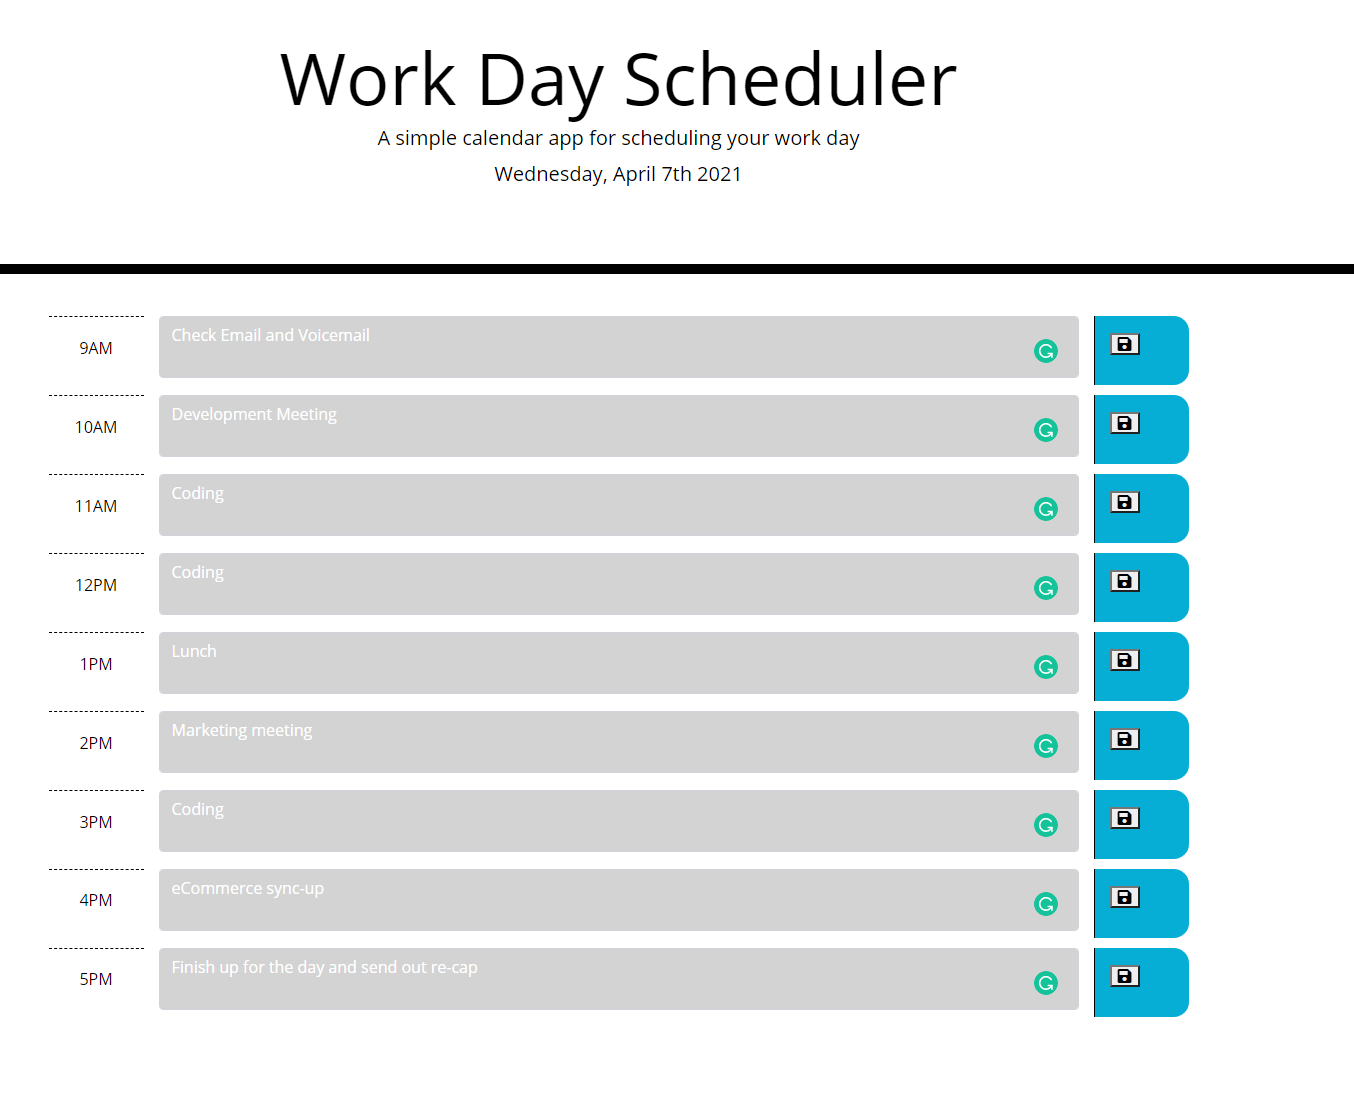 Work Day Scheduler
A simple calendar app for scheduling your work day
Wednesday, April 7th 2021
9AM Check Email and Voicemail
10AM Development Meeting
11AM Coding
12PM Coding
1PM Lunch
2PM Marketing meeting
3PM Coding
4PM eCommerce sync-up
5PM Finish up for the day and send out re-cap